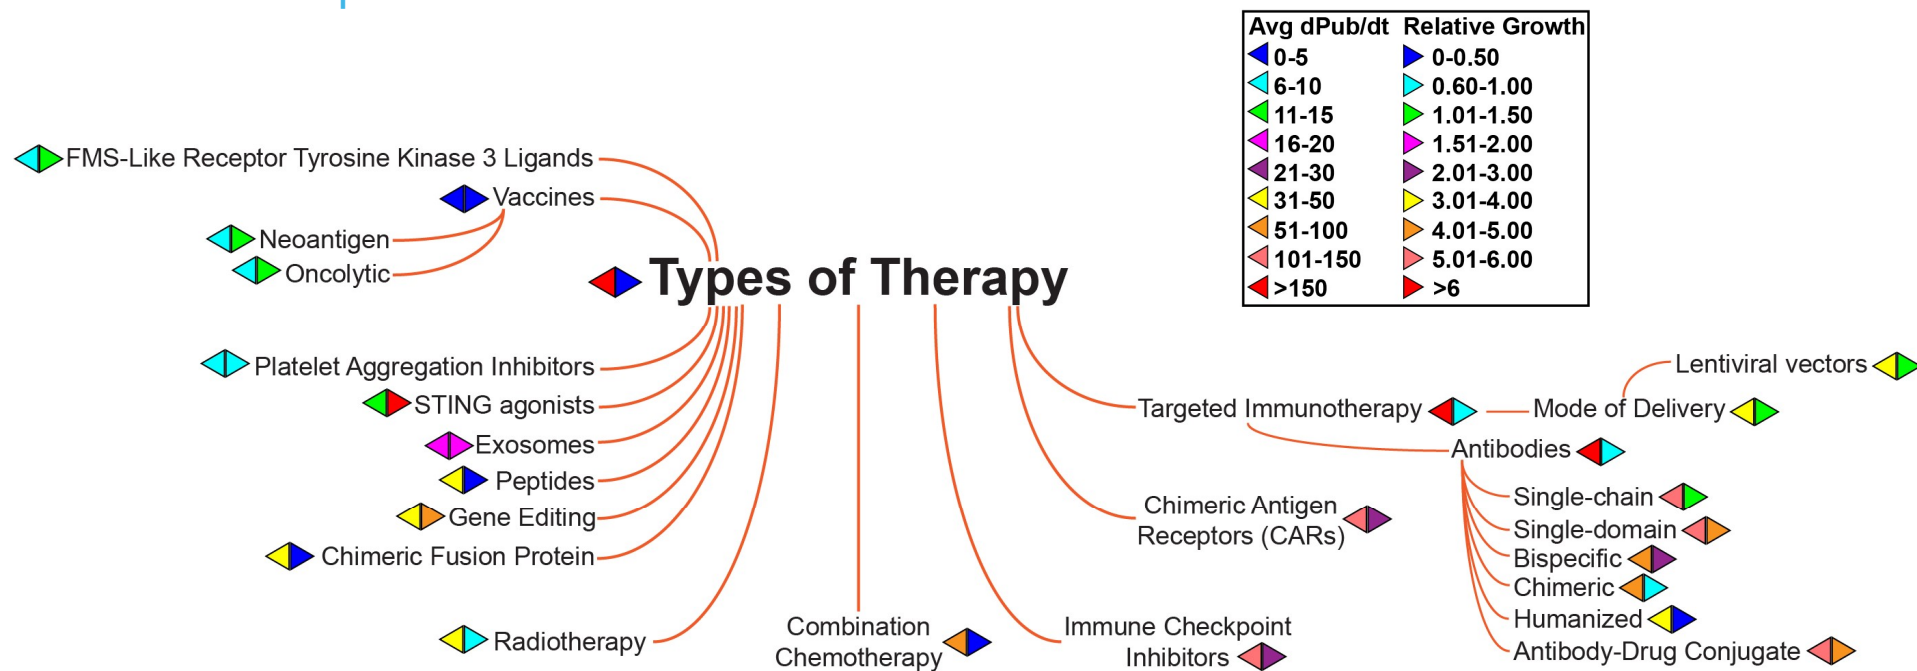 Avg dPub/dt Relative Growth
0-5 0-0.50
6-10 0.60-1.00
11-15 1.01-1.50
16-20 1.51-2.00
21-30 2.01-3.00
31-50 3.01-4.00
51-100 4.01-5.00
101-150 5.01-6.00
>150 >6
FMS-Like Receptor Tyrosine Kinase 3 Ligands
Vaccines
Neoantigen
Oncolytic
Types of Therapy
Platelet Aggregation Inhibitors
STING agonists
Exosomes
Peptides
Gene Editing
Chimeric Fusion Protein
Radiotherapy
Combination
Chemotherapy
Immune Checkpoint
Inhibitors
Chimeric Antigen
Receptors (CARs)
Targeted Immunotherapy
Mode of Delivery
Lentiviral vectors
Antibodies
Single-chain
Single-domain
Bispecific
Chimeric
Humanized
Antibody-Drug Conjugate